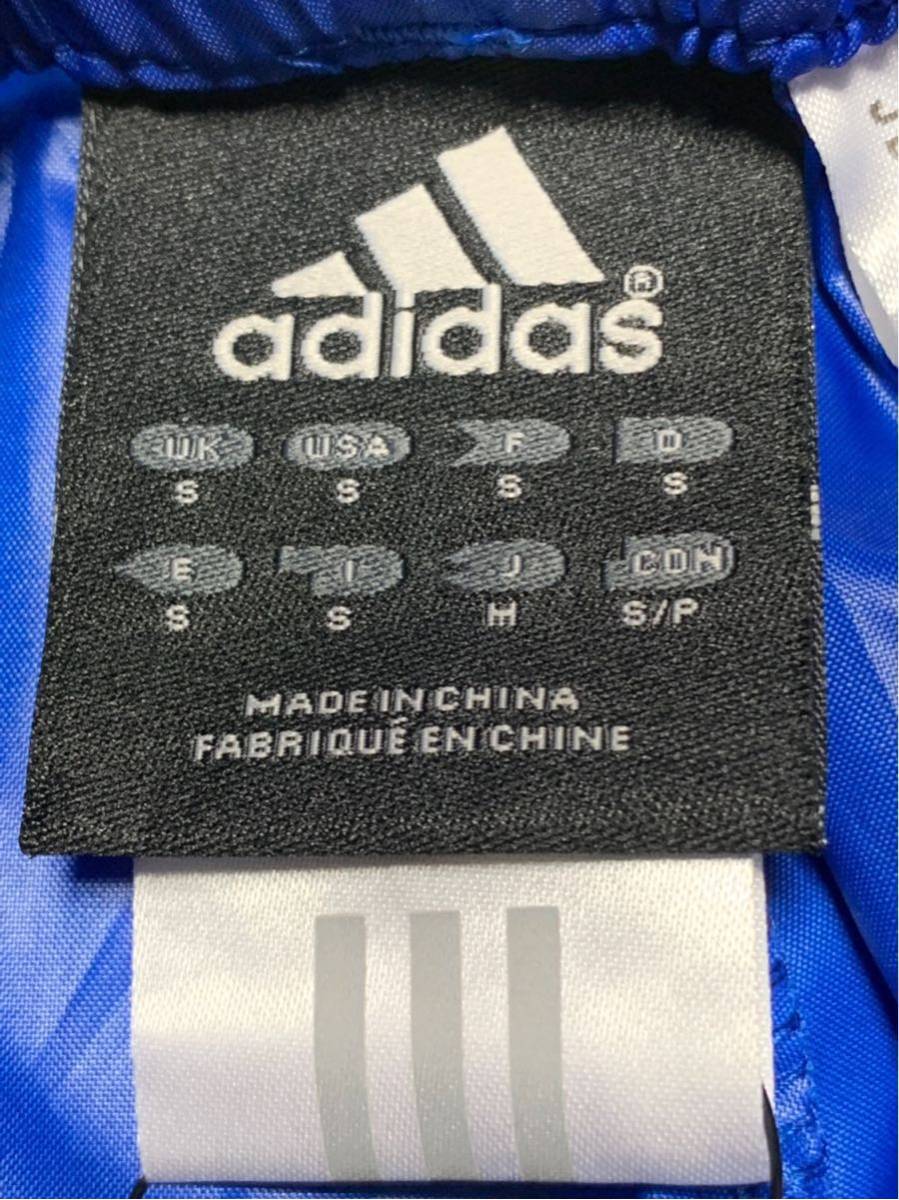 adidas®
UK USA F D
S S S S
E I J CDN
S S M S/P
MADE IN CHINA
FABRIQUÉ EN CHINE